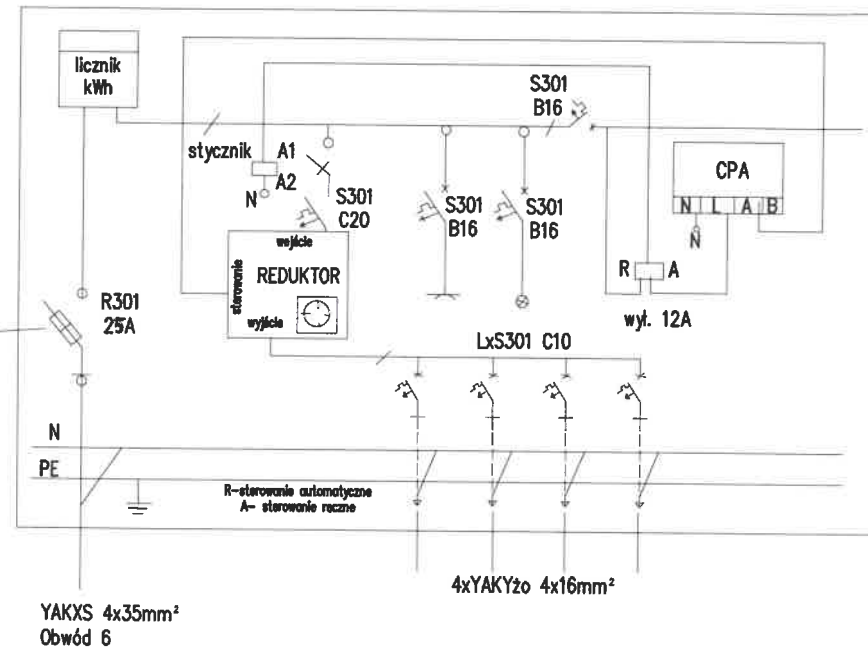 licznik
kWh
stycznik
A1
A2
N
S301
C20
S301
B16
S301
B16
S301
B16
CPA
N L A B
N
R A
wył. 12A
wejście
sterowanie
REDUKTOR
wyjście
R301
25A
LxS301 C10
N
PE
R-sterowanie automatyczne
A- sterowanie ręczne
4xYAKYżo 4x16mm²
YAKXS 4x35mm²
Obwód 6